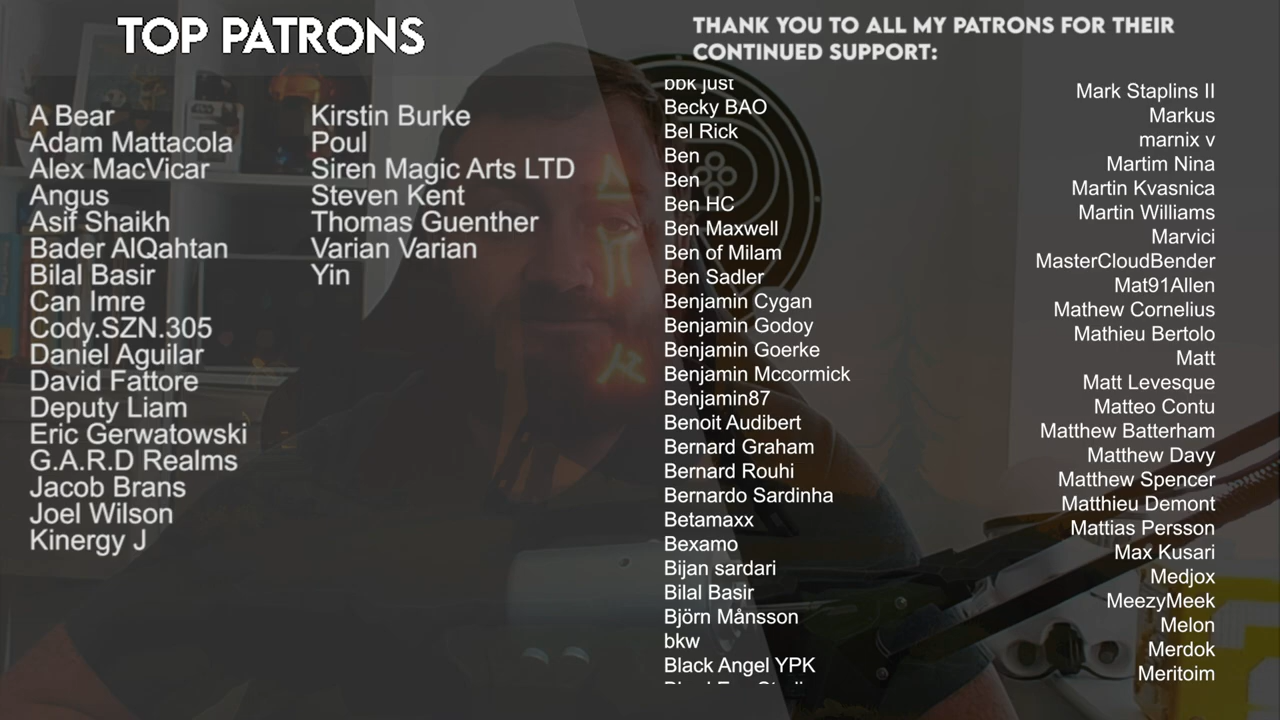 TOP PATRONS
A Bear
Adam Mattacola
Alex MacVicar
Angus
Asif Shaikh
Bader AlQahtan
Bilal Basir
Can Imre
Cody.SZN.305
Daniel Aguilar
David Fattore
Deputy Liam
Eric Gerwatowski
G.A.R.D Realms
Jacob Brans
Joel Wilson
Kinergy J
Kirstin Burke
Poul
Siren Magic Arts LTD
Steven Kent
Thomas Guenther
Varian Varian
Yin
THANK YOU TO ALL MY PATRONS FOR THEIR
CONTINUED SUPPORT:
bbk just
Becky BAO
Bel Rick
Ben
Ben
Ben HC
Ben Maxwell
Ben of Milam
Ben Sadler
Benjamin Cygan
Benjamin Godoy
Benjamin Goerke
Benjamin Mccormick
Benjamin87
Benoit Audibert
Bernard Graham
Bernard Rouhi
Bernardo Sardinha
Betamaxx
Bexamo
Bijan sardari
Bilal Basir
Björn Månsson
bkw
Black Angel YPK
Mark Staplins II
Markus
marnix v
Martim Nina
Martin Kvasnica
Martin Williams
Marvici
MasterCloudBender
Mat91Allen
Mathew Cornelius
Mathieu Bertolo
Matt
Matt Levesque
Matteo Contu
Matthew Batterham
Matthew Davy
Matthew Spencer
Matthieu Demont
Mattias Persson
Max Kusari
Medjox
MeezyMeek
Melon
Merdok
Meritoim